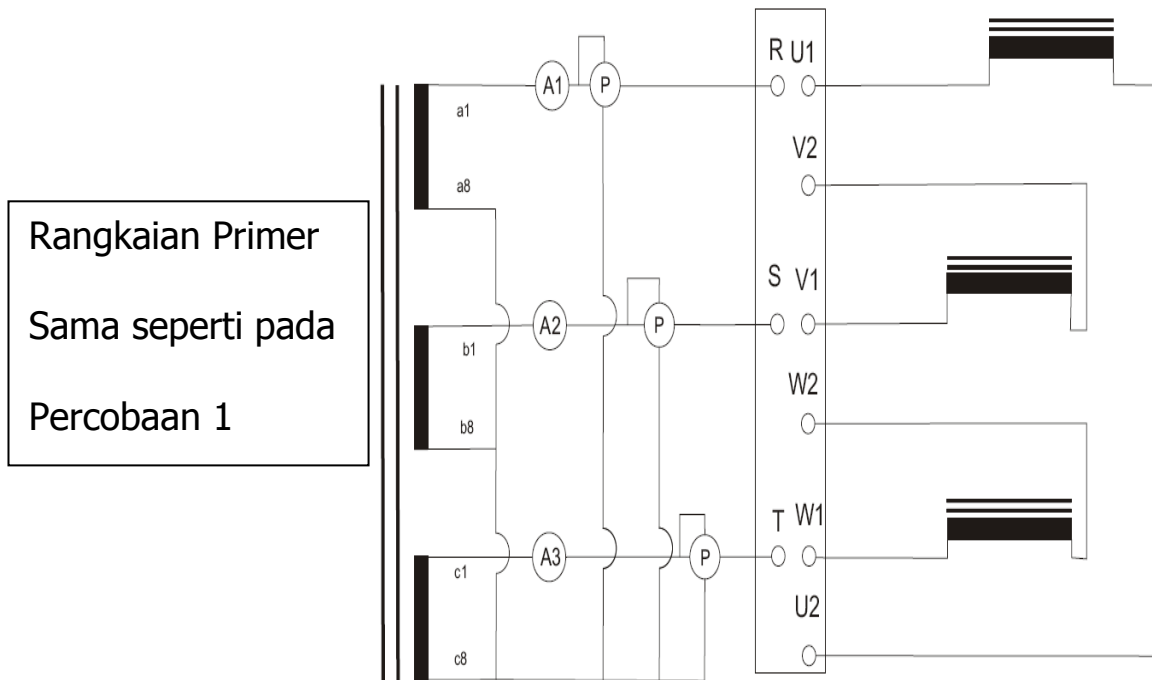 Rangkaian Primer
Sama seperti pada
Percobaan 1
a1
a8
b1
b8
c1
c8
A1
P
A2
P
A3
P
R U1
V2
S V1
W2
T W1
U2